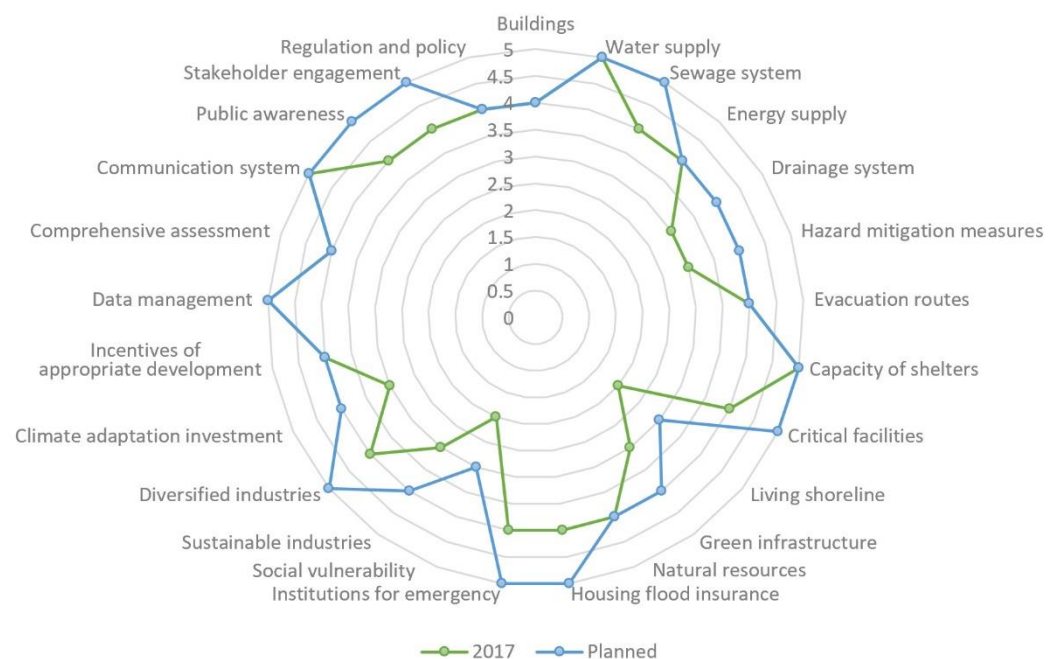 Buildings
Water supply
Sewage system
Energy supply
Drainage system
Hazard mitigation measures
Evacuation routes
Capacity of shelters
Critical facilities
Living shoreline
Green infrastructure
Natural resources
Housing flood insurance
Institutions for emergency
Social vulnerability
Sustainable industries
Diversified industries
Climate adaptation investment
Incentives of
appropriate development
Data management
Comprehensive assessment
Communication system
Public awareness
Stakeholder engagement
Regulation and policy
5
4.5
4
3.5
3
2.5
2
1.5
1
0.5
0
2017 Planned